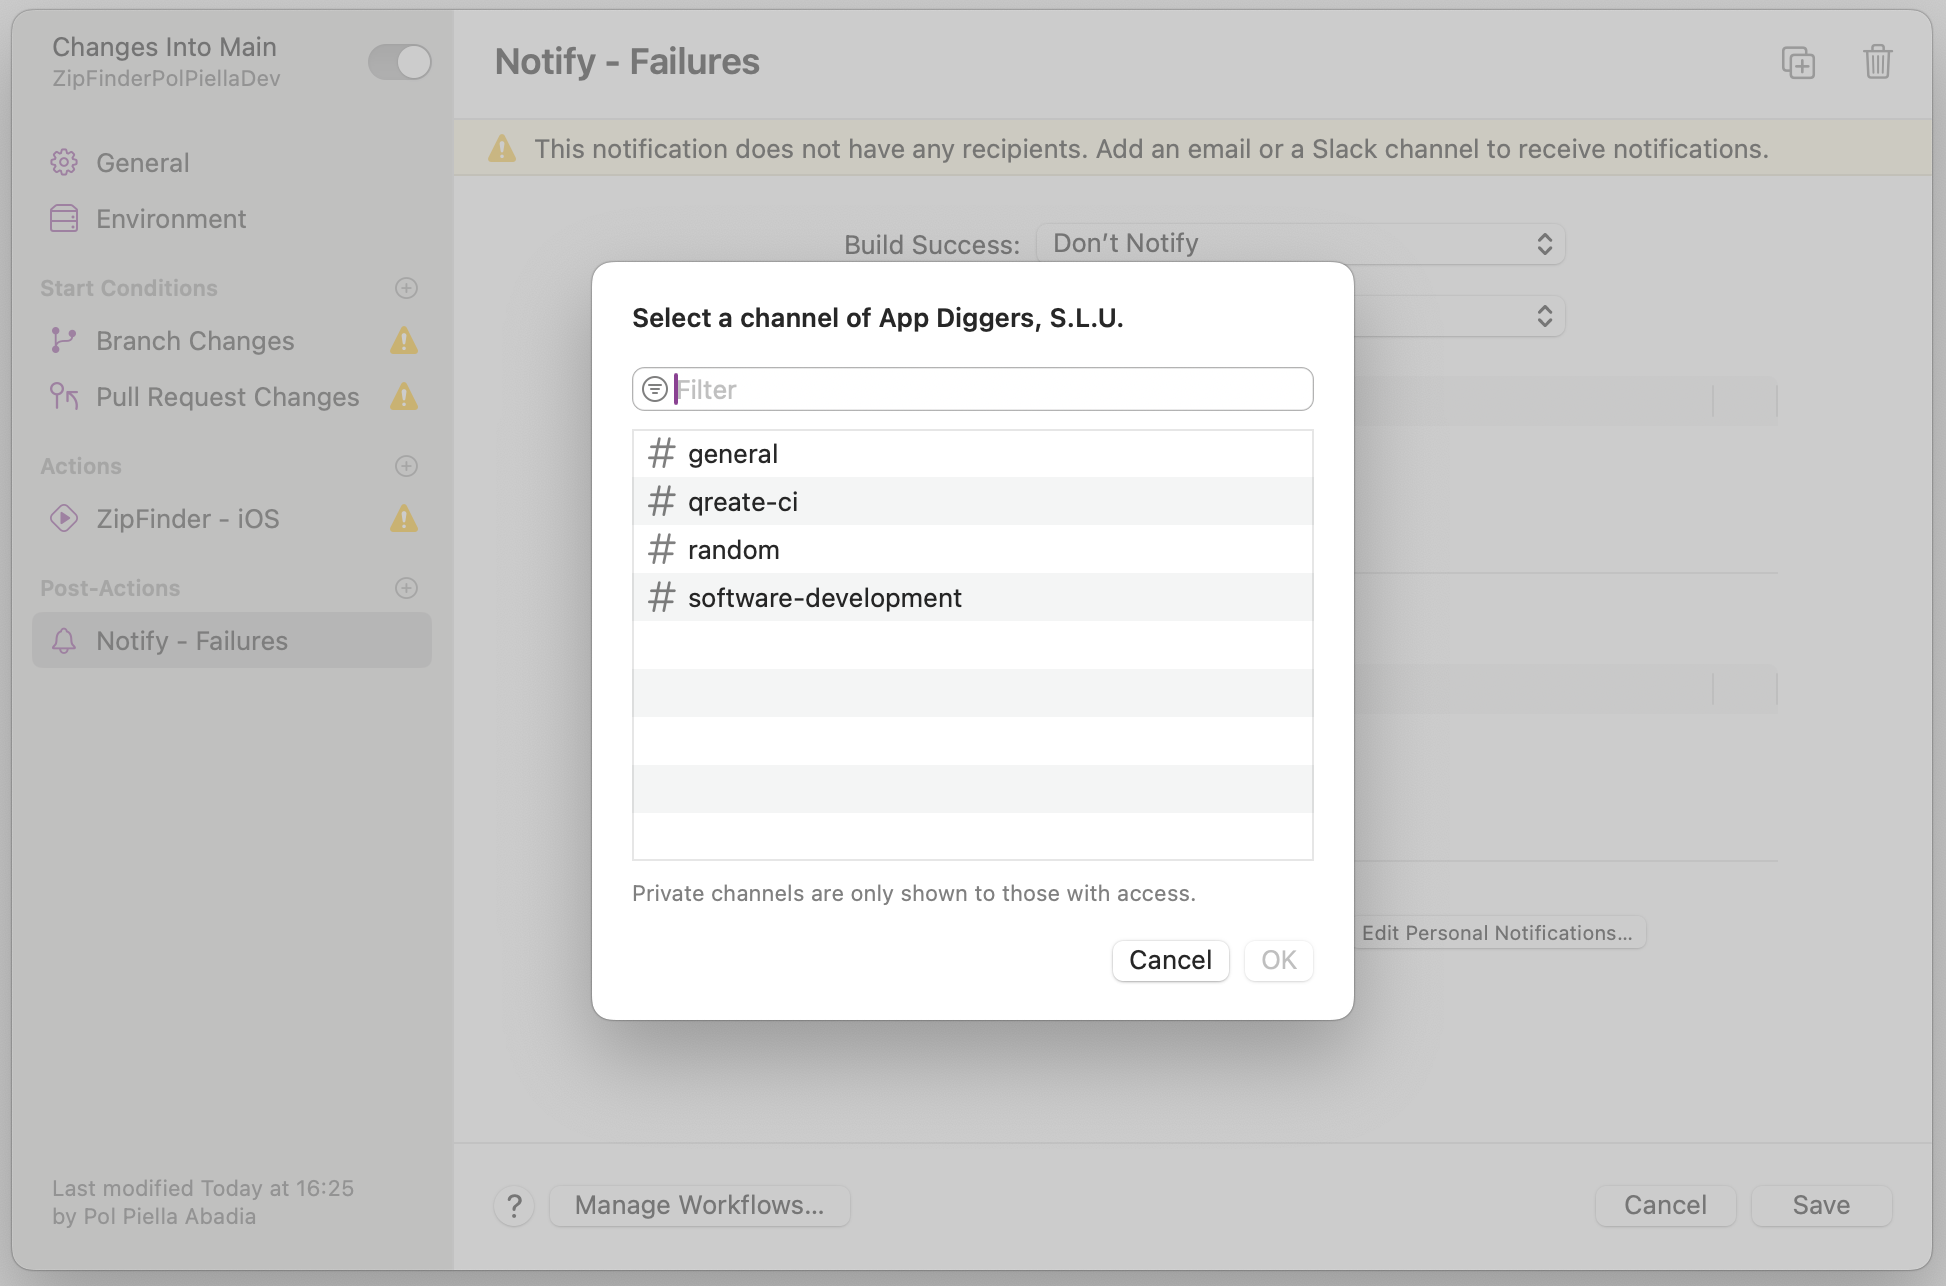 Changes Into Main
ZipFinderPolPiellaDev
General
Environment
Start Conditions
Branch Changes
Pull Request Changes
Actions
ZipFinder - iOS
Post-Actions
Notify - Failures
Last modified Today at 16:25
by Pol Piella Abadia
Notify - Failures
This notification does not have any recipients. Add an email or a Slack channel to receive notifications.
Build Success: Don’t Notify
Select a channel of App Diggers, S.L.U.
Filter
# general
# qreate-ci
# random
# software-development
Private channels are only shown to those with access.
Cancel OK
Edit Personal Notifications...
? Manage Workflows... Cancel Save